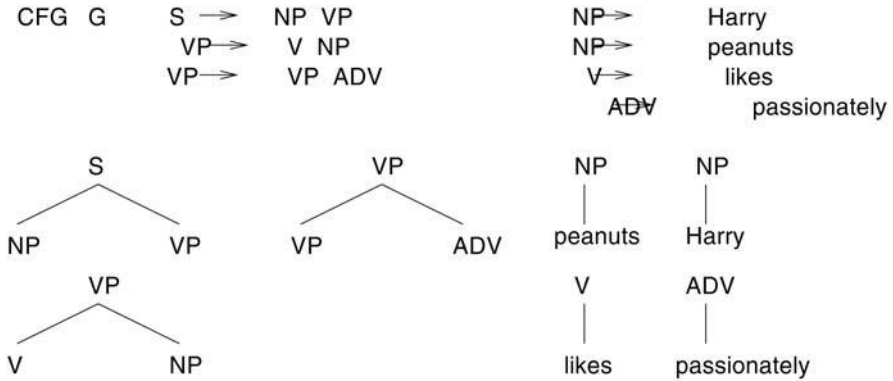 CFG G S → NP VP NP → Harry
VP → V NP NP → peanuts
VP → VP ADV V → likes
ADV → passionately
S VP NP NP
NP VP VP ADV peanuts Harry
VP V ADV
V NP likes passionately